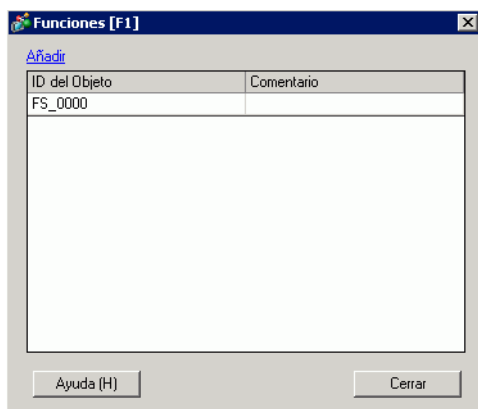 Funciones [F1]
Añadir
ID del Objeto Comentario
FS_0000
Ayuda (H) Cerrar